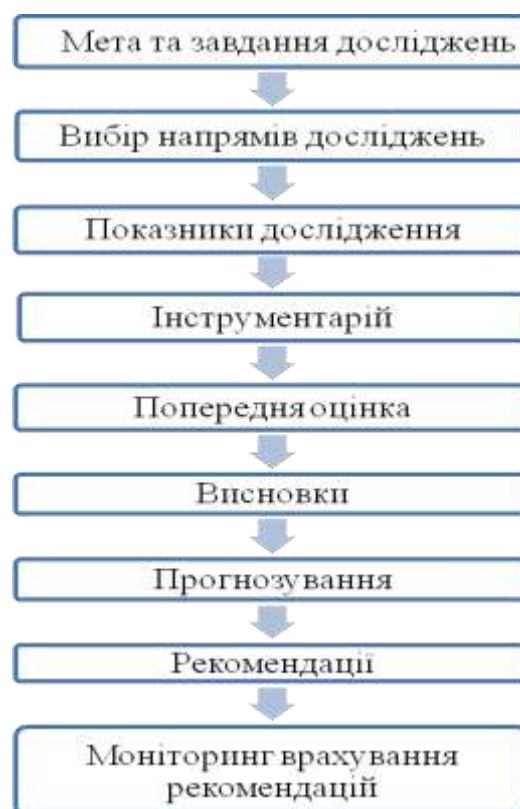 Мета та завдання досліджень
Вибір напрямів досліджень
Показники дослідження
Інструментарій
Попередня оцінка
Висновки
Прогнозування
Рекомендації
Моніторинг врахування
рекомендацій